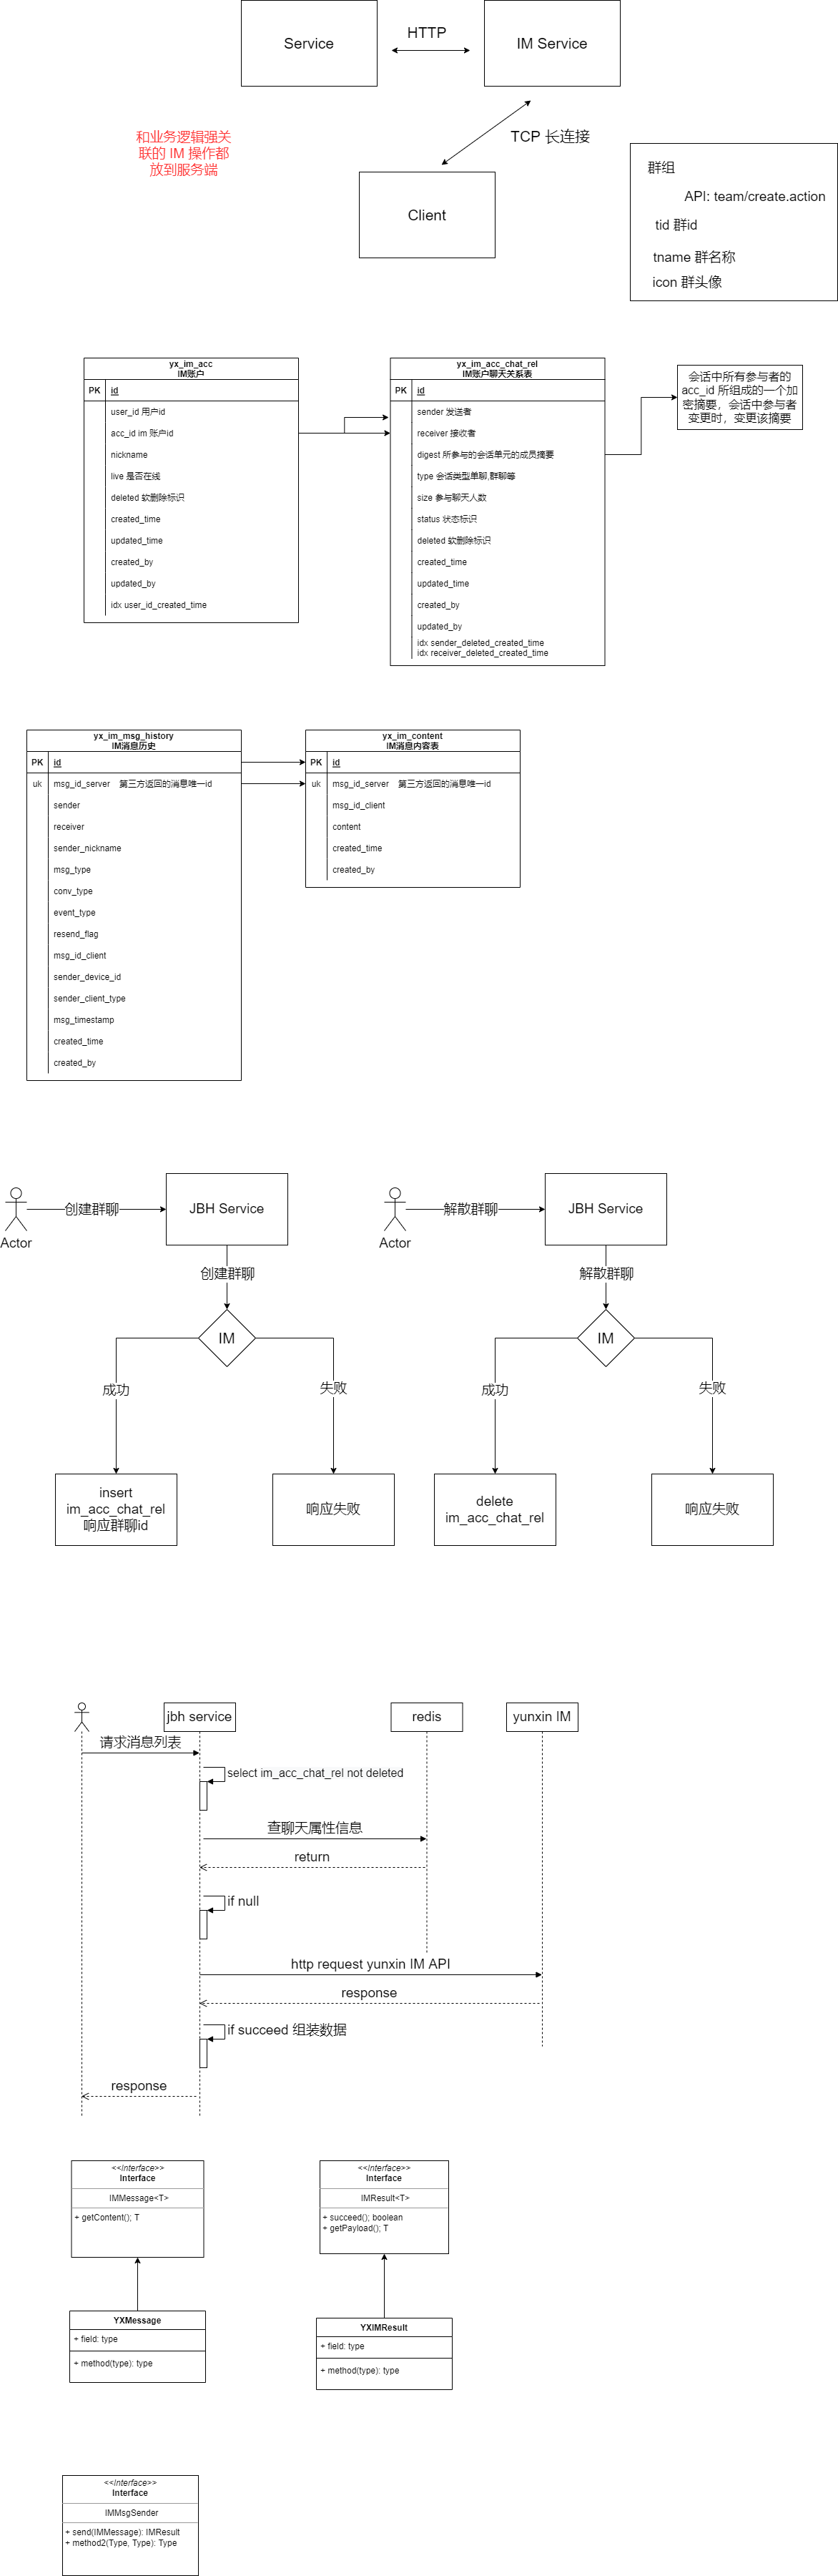 Service
HTTP
IM Service
和业务逻辑强关
联的 IM 操作都
放到服务端
TCP 长连接
Client
群组
API: team/create.action
tid 群id
tname 群名称
icon 群头像
yx_im_acc
IM账户
PK id
user_id 用户id
acc_id im 账户id
nickname
live 是否在线
deleted 软删除标识
created_time
updated_time
created_by
updated_by
idx user_id_created_time
yx_im_acc_chat_rel
IM账户聊天关系表
PK id
sender 发送者
receiver 接收者
digest 所参与的会话单元的成员摘要
type 会话类型单聊,群聊等
size 参与聊天人数
status 状态标识
deleted 软删除标识
created_time
updated_time
created_by
updated_by
idx sender_deleted_created_time
idx receiver_deleted_created_time
会话中所有参与者的
acc_id 所组成的一个加
密摘要，会话中参与者
变更时，变更该摘要
yx_im_msg_history
IM消息历史
PK id
uk msg_id_server 第三方返回的消息唯一id
sender
receiver
sender_nickname
msg_type
conv_type
event_type
resend_flag
msg_id_client
sender_device_id
sender_client_type
msg_timestamp
created_time
created_by
yx_im_content
IM消息内容表
PK id
uk msg_id_server 第三方返回的消息唯一id
msg_id_client
content
created_time
created_by
Actor
创建群聊
JBH Service
创建群聊
IM
成功
失败
insert
im_acc_chat_rel
响应群聊id
响应失败
Actor
解散群聊
JBH Service
解散群聊
IM
成功
失败
delete
im_acc_chat_rel
响应失败
jbh service
redis
yunxin IM
请求消息列表
select im_acc_chat_rel not deleted
查聊天属性信息
return
if null
http request yunxin IM API
response
if succeed 组装数据
response
<<interface>>
Interface
IMMessage<T>
+ getContent(); T
YXMessage
+ field: type
+ method(type): type
<<interface>>
Interface
IMResult<T>
+ succeed(); boolean
+ getPayload(); T
YXIMResult
+ field: type
+ method(type): type
<<interface>>
Interface
IMMsgSender
+ send(IMMessage): IMResult
+ method2(Type, Type): Type